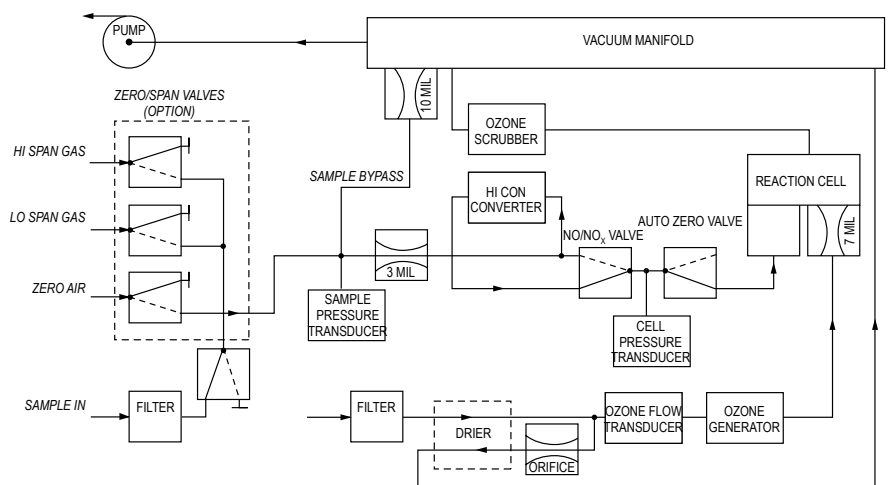 PUMP
VACUUM MANIFOLD
10 MIL
ZERO/SPAN VALVES
(OPTION)
HI SPAN GAS
LO SPAN GAS
ZERO AIR
SAMPLE IN
FILTER
SAMPLE BYPASS
OZONE
SCRUBBER
HI CON
CONVERTER
REACTION CELL
7 MIL
NO/NOX VALVE
AUTO ZERO VALVE
3 MIL
SAMPLE
PRESSURE
TRANSDUCER
CELL
PRESSURE
TRANSDUCER
FILTER
DRIER
ORIFICE
OZONE FLOW
TRANSDUCER
OZONE
GENERATOR